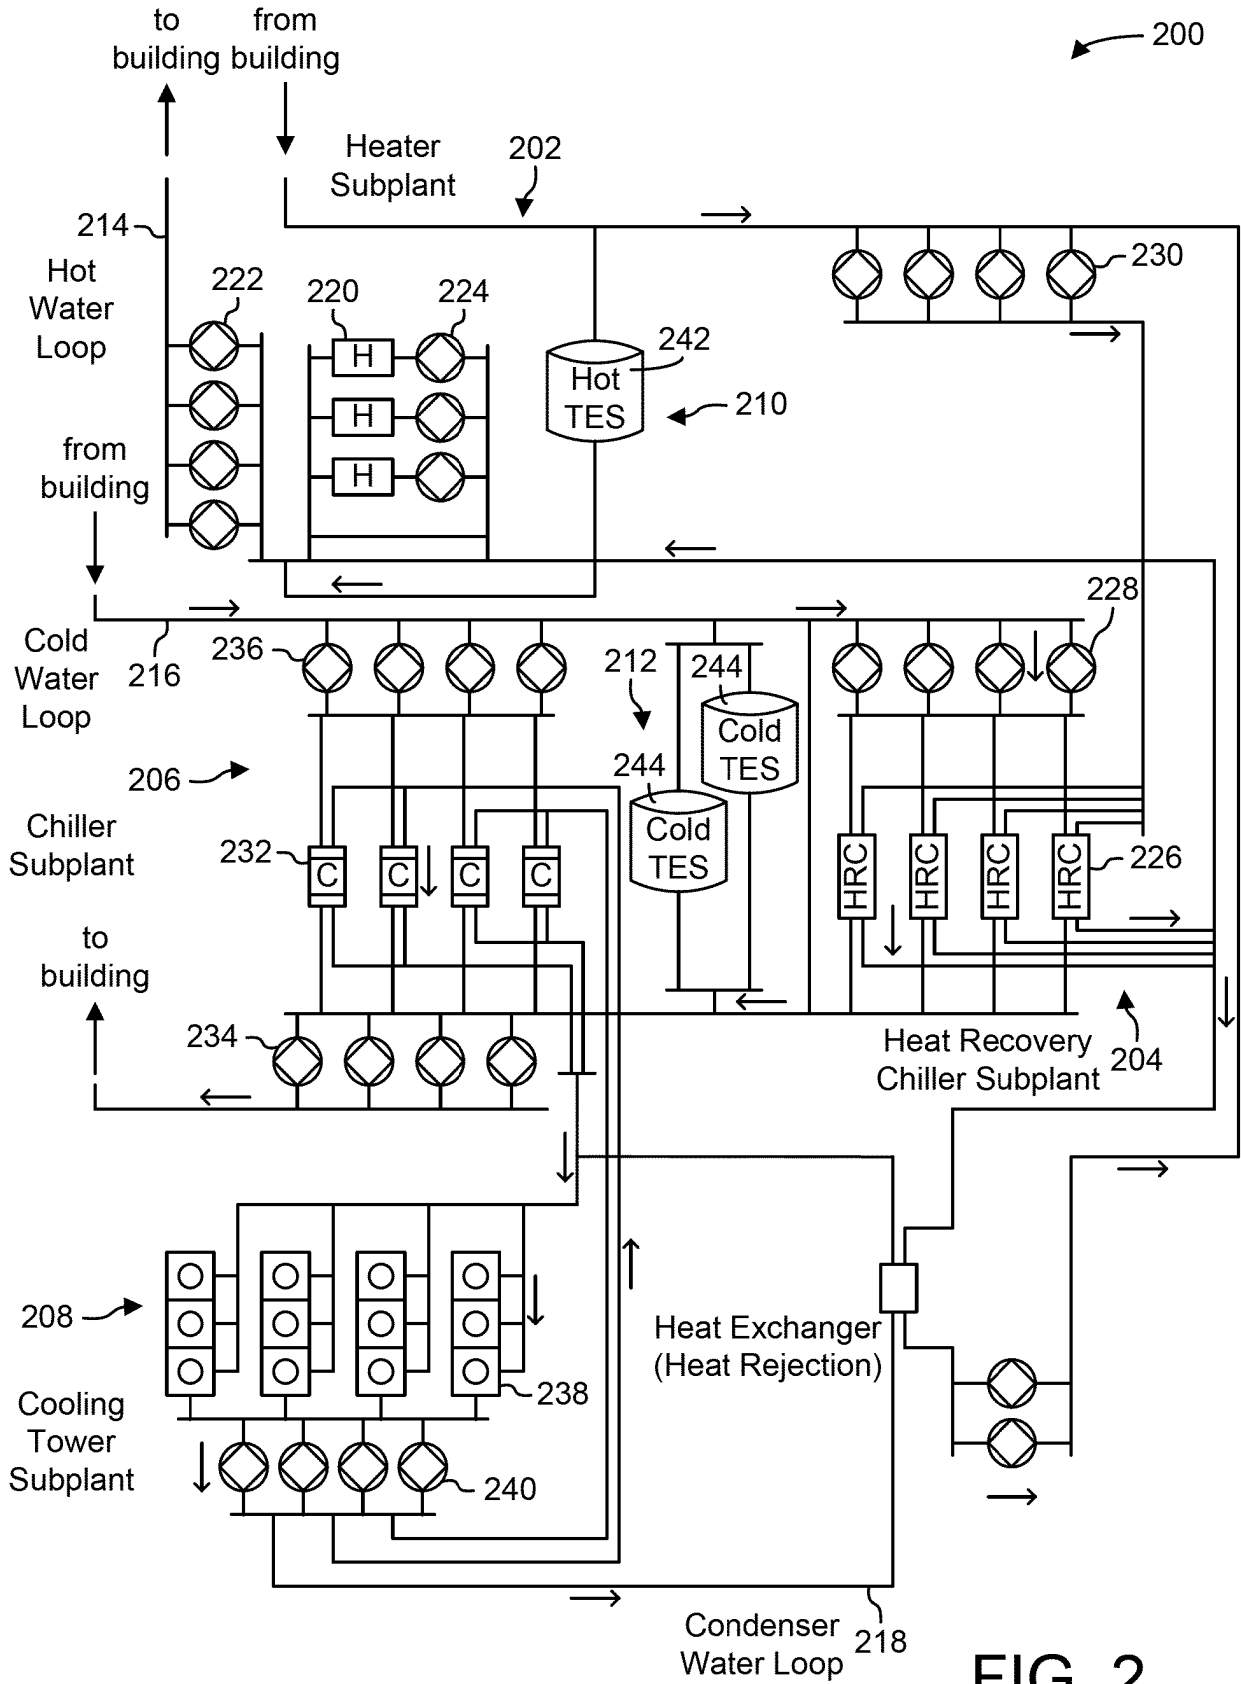 to
building
from
building
200
Heater
Subplant
202
214
Hot
Water
Loop
222
220
224
230
H
H
H
Hot
TES
242
210
from
building
Cold
Water
Loop
216
236
212
244
Cold
TES
244
Cold
TES
228
206
Chiller
Subplant
232
C
C
C
C
HRC
HRC
HRC
HRC
226
to
building
234
Heat Recovery
Chiller Subplant
204
208
Cooling
Tower
Subplant
238
240
Heat Exchanger
(Heat Rejection)
Condenser
Water Loop
218
FIG. 2